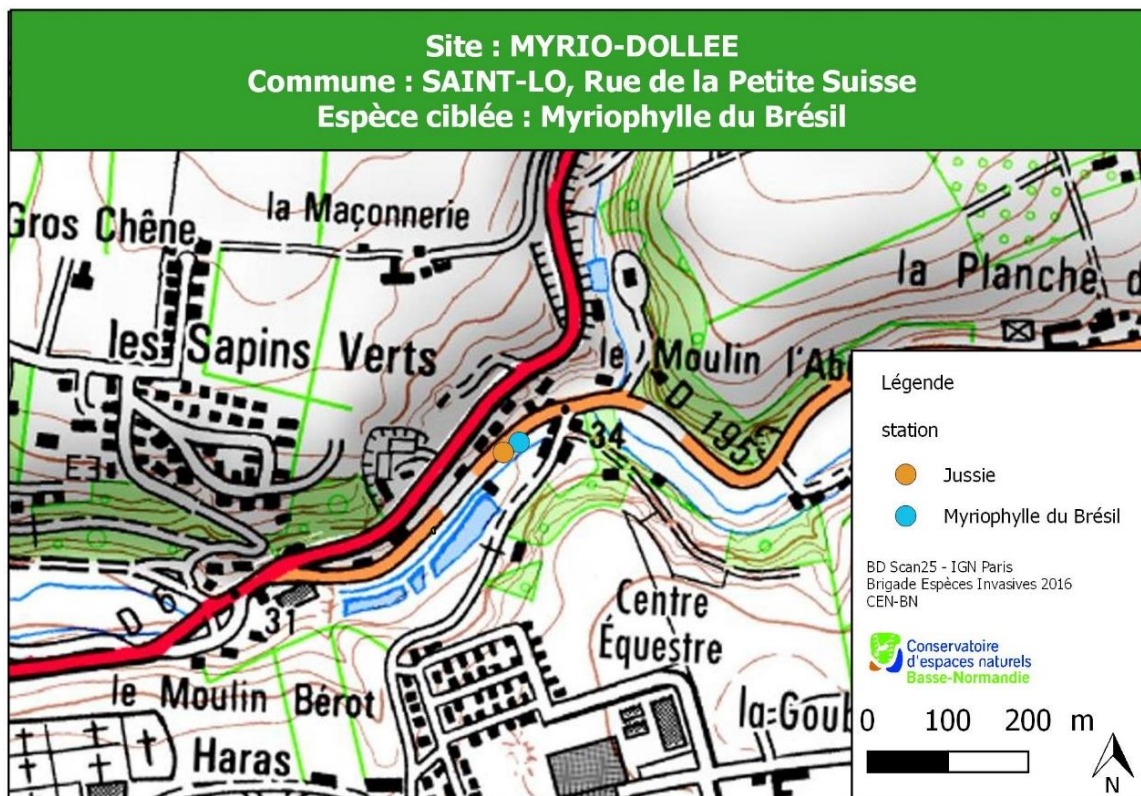 Site : MYRIO-DOLLEE
Commune : SAINT-LO, Rue de la Petite Suisse
Espèce ciblée : Myriophylle du Brésil
Gros Chêne
la Maçonnerie
la Planche d
les Sapins Verts
le Moulin l'Ab
D 195
34
D 6
31
le Moulin Bérot
Haras
Centre
Équestre
la Goub
Légende
station
Jussie
Myriophylle du Brésil
BD Scan25 - IGN Paris
Brigade Espèces Invasives 2016
CEN-BN
Conservatoire
d'espaces naturels
Basse-Normandie
0 100 200 m
N